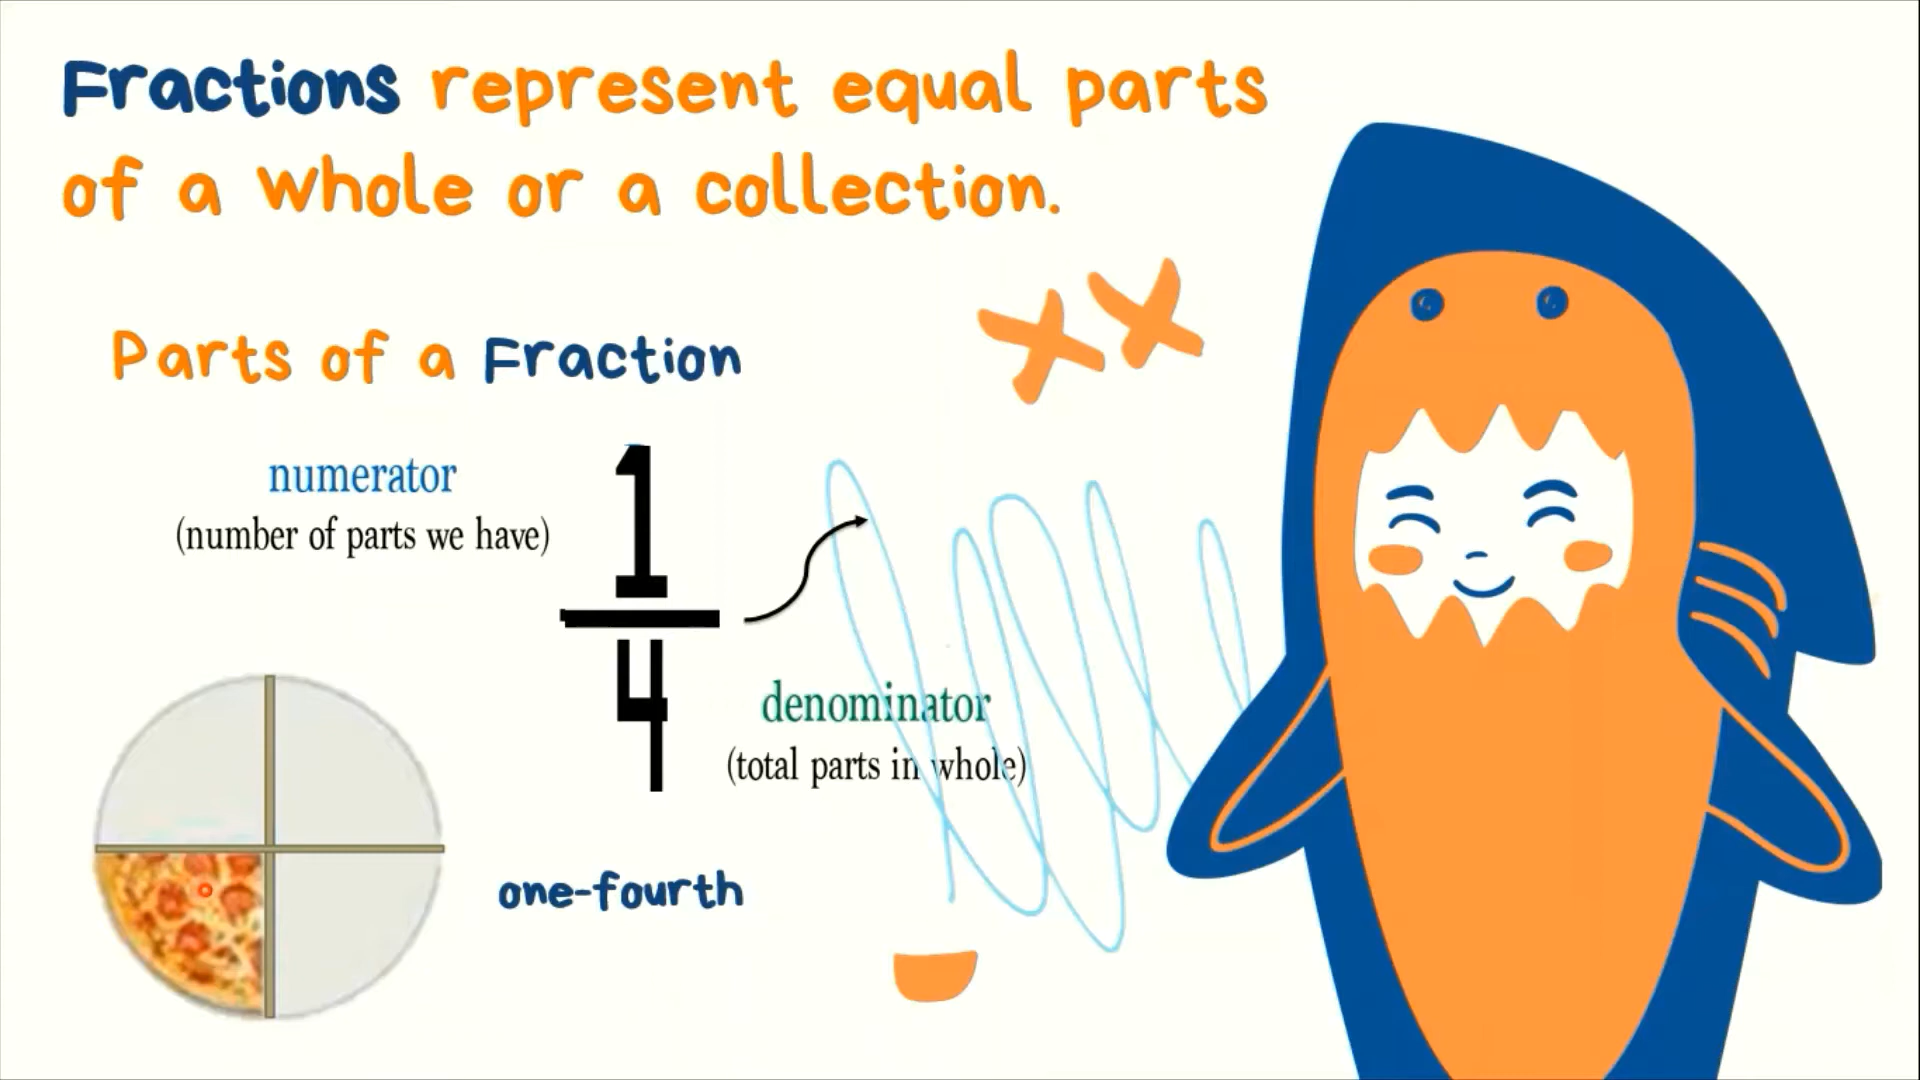 Fractions represent equal parts
of a whole or a collection.
Parts of a Fraction
numerator
(number of parts we have)
1
4
denominator
(total parts in whole)
one-fourth